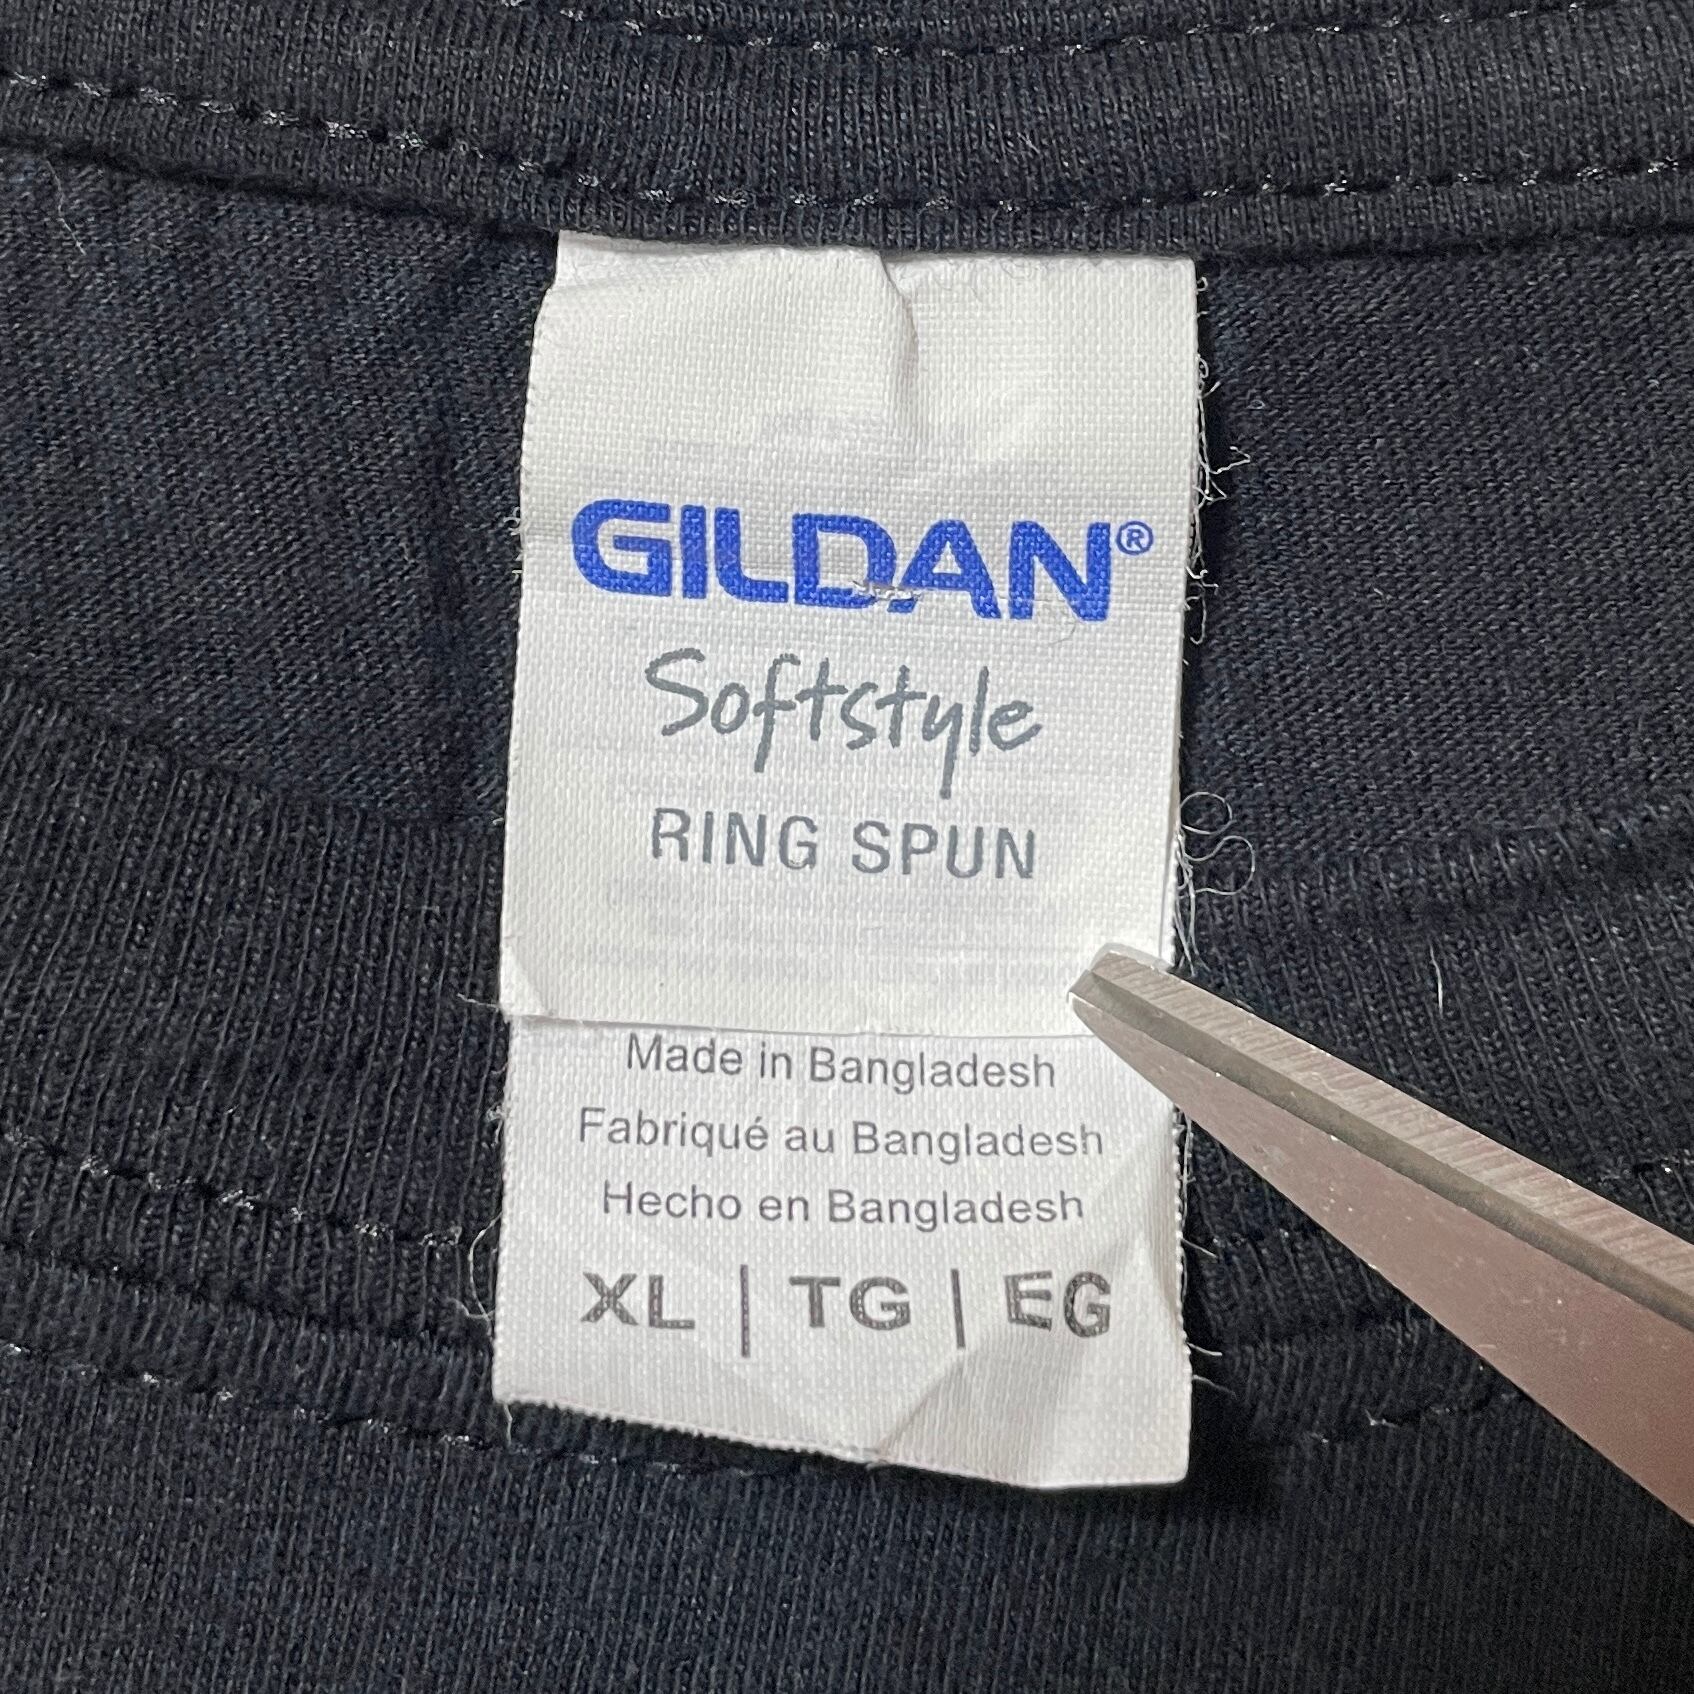 GILDAN®
Softstyle
RING SPUN
Made in Bangladesh
Fabriqué au Bangladesh
Hecho en Bangladesh
XL | TG | EG